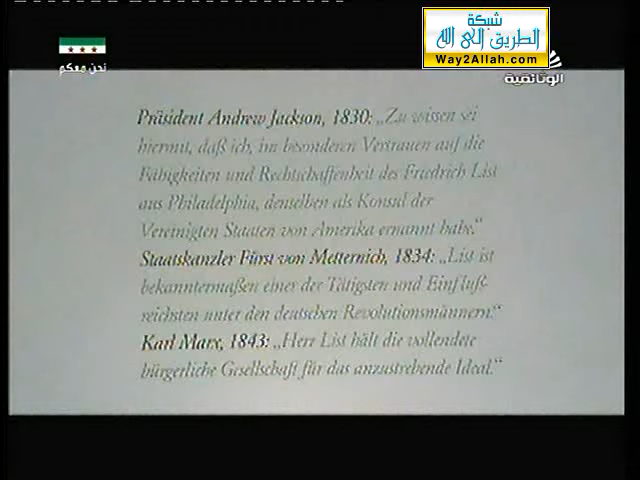 شبكة
الطريق إلى الله
Way2Allah.com
نحن معكم
الوثائقية
Präsident Andrew Jackson, 1830: „Zu wissen sei
hiermit, daß ich, im besonderen Vertrauen auf die
Fähigkeiten und Rechtschaffenheit des Friedrich List
aus Philadelphia, denselben als Konsul der
Vereinigten Staaten von Amerika ernannt habe.“
Staatskanzler Fürst von Metternich, 1834: „List ist
bekanntermaßen einer der Tätigsten und Einfluß-
reichsten unter den deutschen Revolutionsmännern.“
Karl Marx, 1843: „Herr List hält die vollendete
bürgerliche Gesellschaft für das anzustrebende Ideal.“